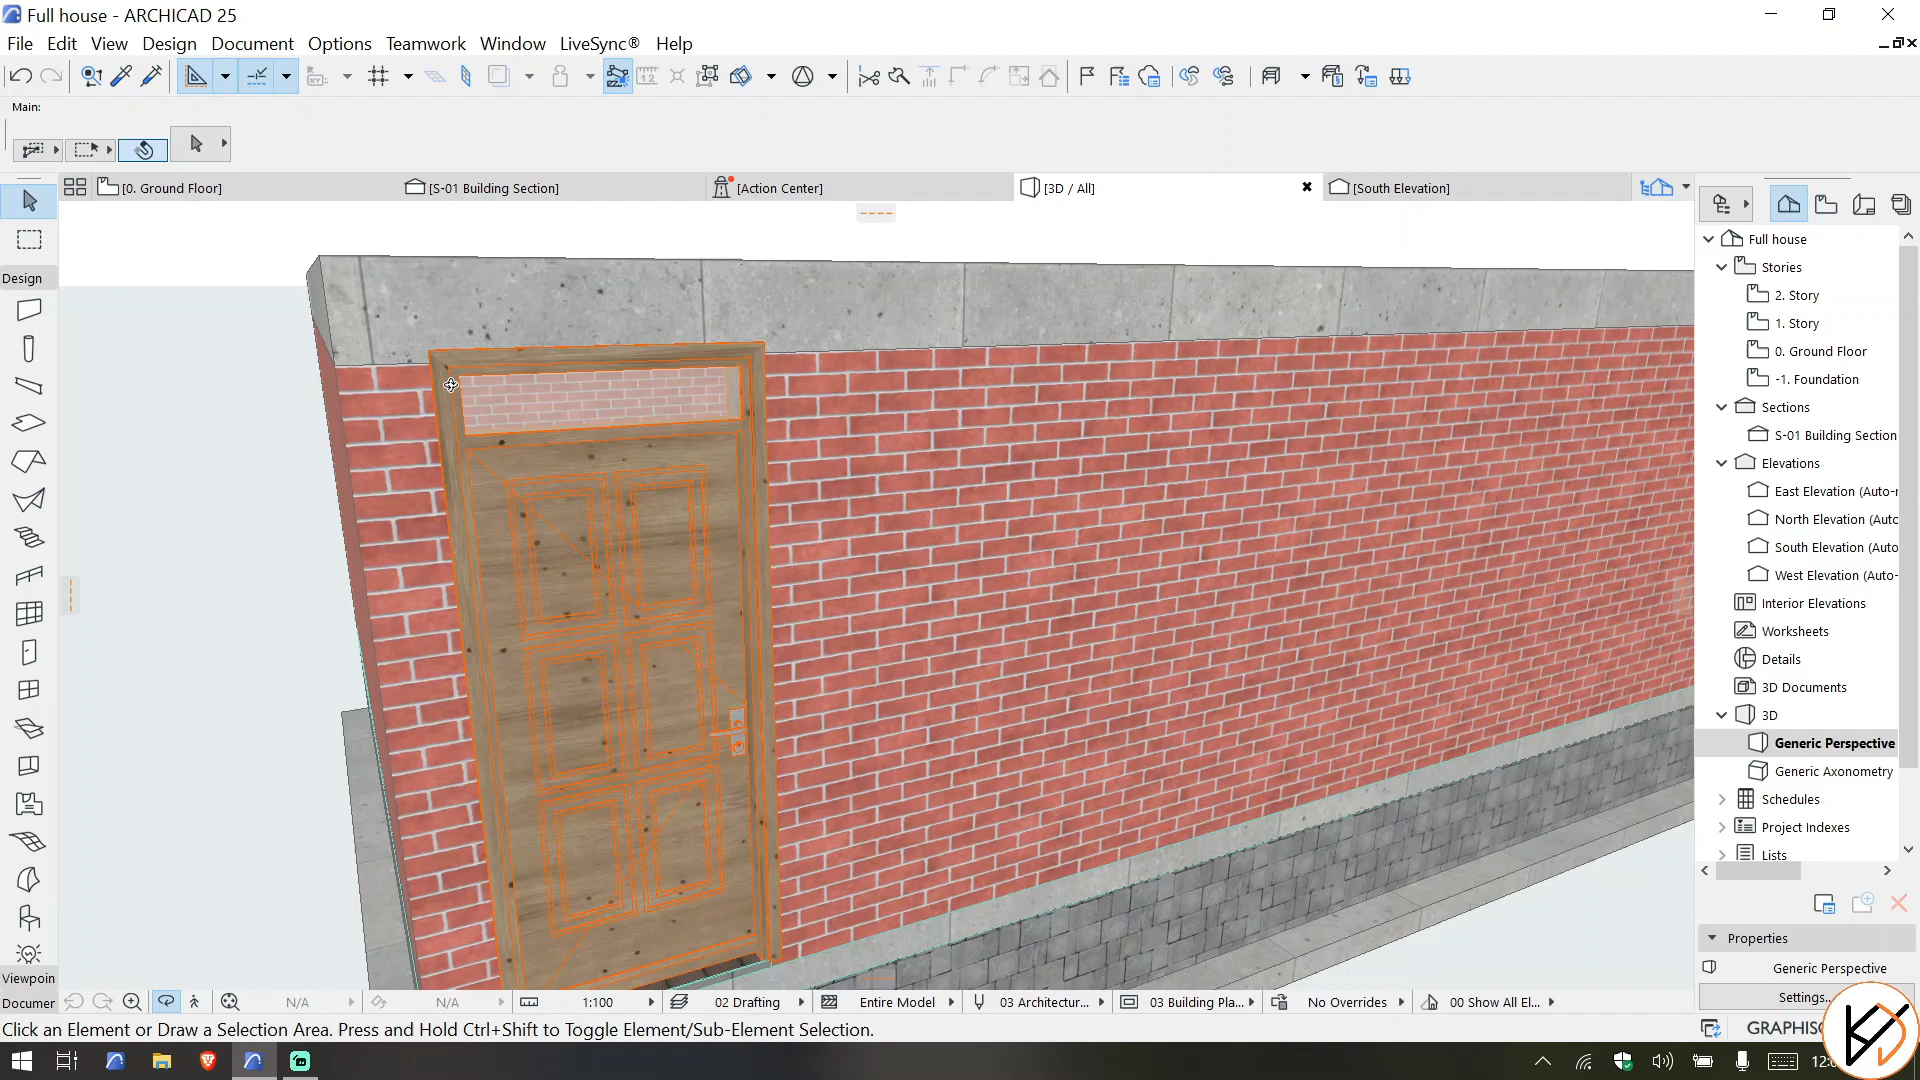 Full house - ARCHICAD 25
File Edit View Design Document Options Teamwork Window LiveSync® Help
Main:
[0. Ground Floor] [S-01 Building Section] [Action Center] [3D / All] [South Elevation]
Full house
Stories
2. Story
1. Story
0. Ground Floor
-1. Foundation
Sections
S-01 Building Section
Elevations
East Elevation (Auto-r
North Elevation (Auto
South Elevation (Auto
West Elevation (Auto-
Interior Elevations
Worksheets
Details
3D Documents
3D
Generic Perspective
Generic Axonometry
Schedules
Project Indexes
Lists
Design
Viewpoin
Documer
Properties
Generic Perspective
Settings..
N/A N/A 1:100 02 Drafting Entire Model 03 Architectur... 03 Building Pla... No Overrides 00 Show All El...
Click an Element or Draw a Selection Area. Press and Hold Ctrl+Shift to Toggle Element/Sub-Element Selection.
GRAPHIS